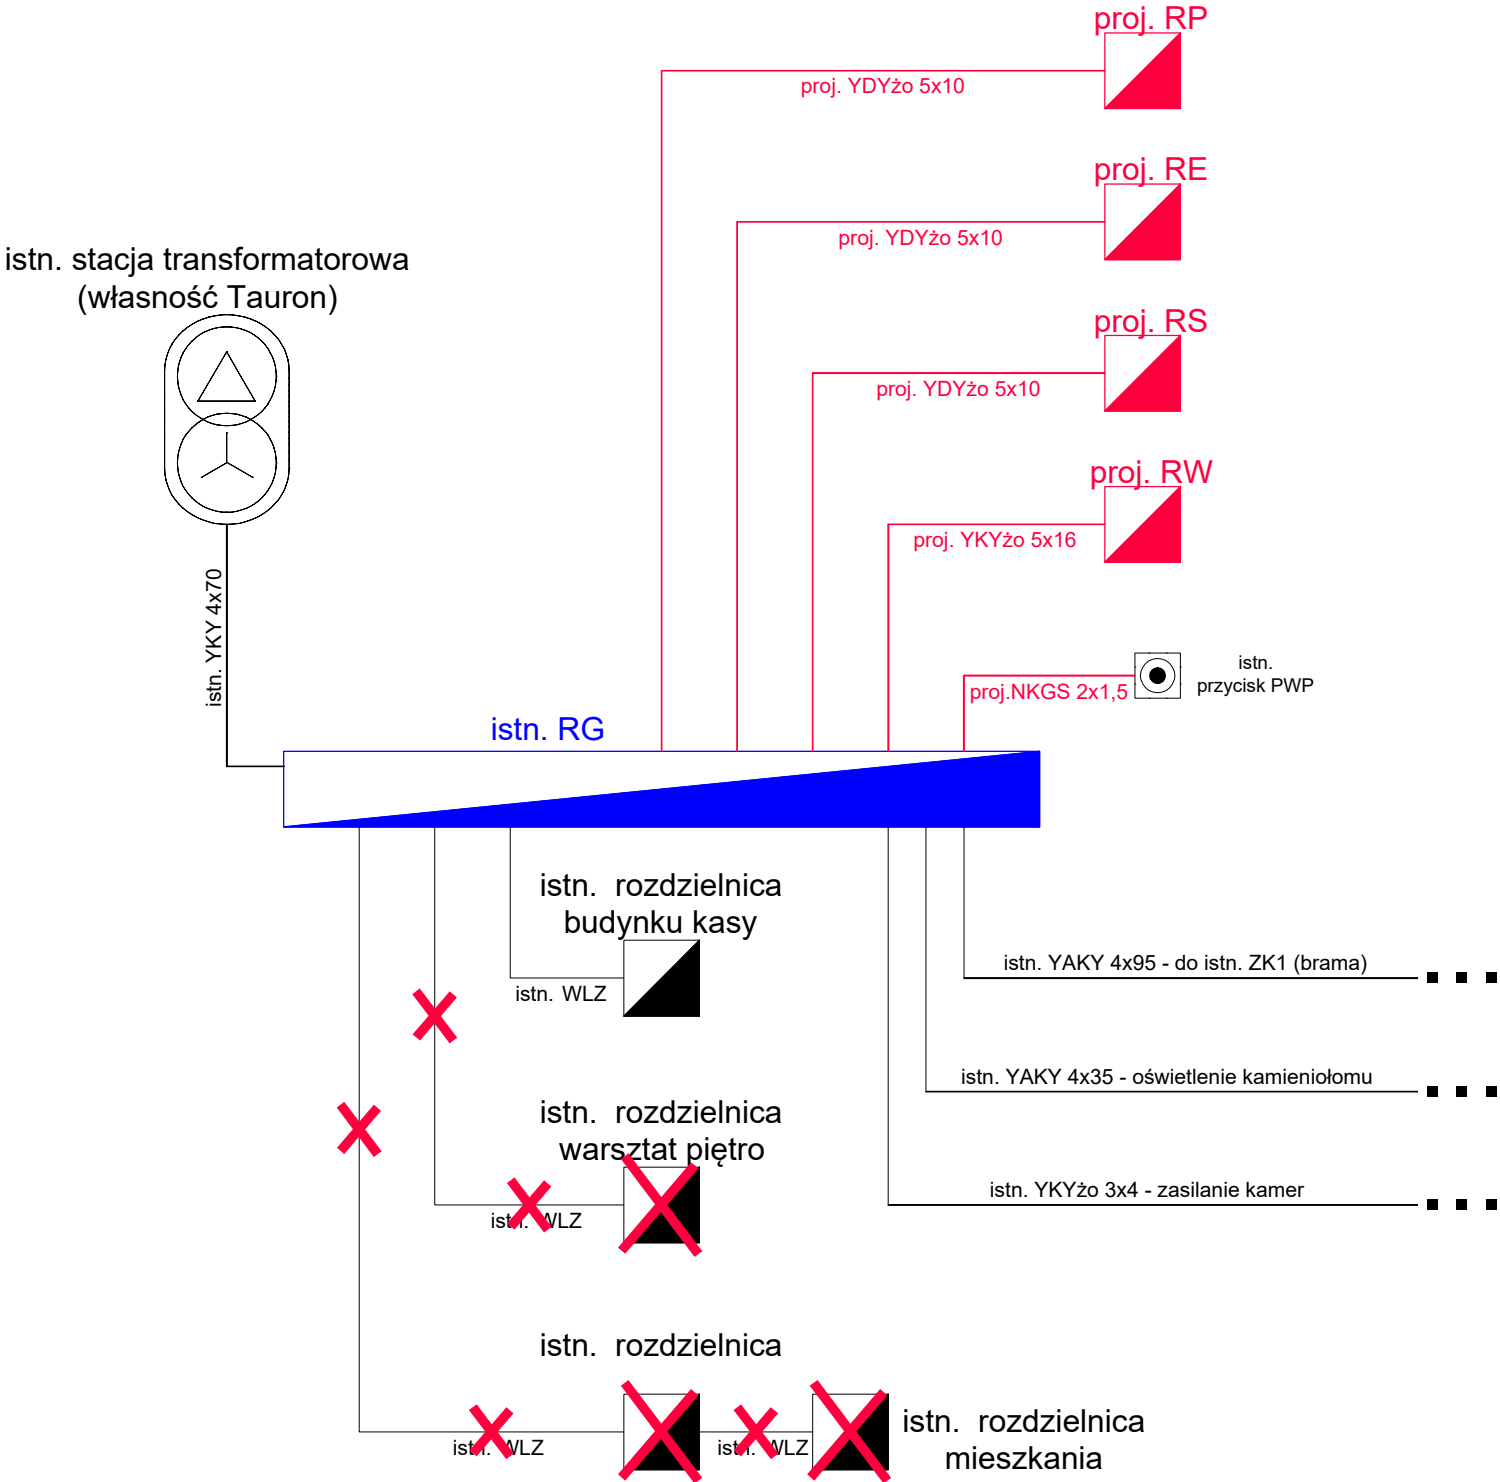 proj. RP
proj. YDYżo 5x10
proj. RE
proj. YDYżo 5x10
istn. stacja transformatorowa
(własność Tauron)
proj. RS
proj. YDYżo 5x10
proj. RW
proj. YKYżo 5x16
istn. YKY 4x70
istn.
przycisk PWP
proj.NKGS 2x1,5
istn. RG
istn. rozdzielnica
budynku kasy
istn. WLZ
istn. YAKY 4x95 - do istn. ZK1 (brama)
istn. YAKY 4x35 - oświetlenie kamieniołomu
istn. rozdzielnica
warsztat piętro
istn. WLZ
istn. YKYżo 3x4 - zasilanie kamer
istn. rozdzielnica
istn. WLZ
istn. WLZ
istn. rozdzielnica
mieszkania